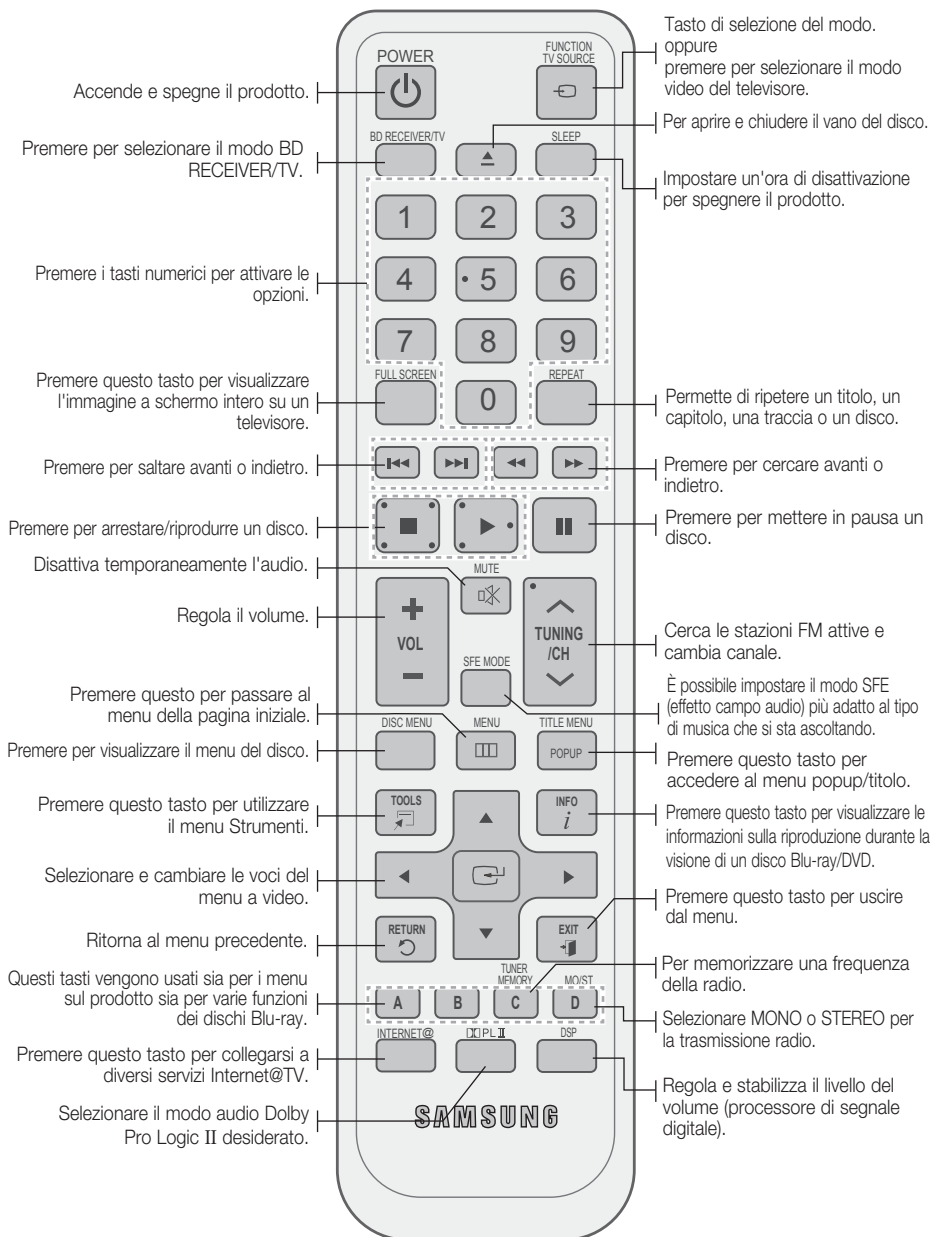 Accende e spegne il prodotto.
Premere per selezionare il modo BD
RECEIVER/TV.
Premere i tasti numerici per attivare le
opzioni.
Premere questo tasto per visualizzare
l'immagine a schermo intero su un
televisore.
Premere per saltare avanti o indietro.
Premere per arrestare/riprodurre un disco.
Disattiva temporaneamente l'audio.
Regola il volume.
Premere questo per passare al
menu della pagina iniziale.
Premere per visualizzare il menu del disco.
Premere questo tasto per utilizzare
il menu Strumenti.
Selezionare e cambiare le voci del
menu a video.
Ritorna al menu precedente.
Questi tasti vengono usati sia per i menu
sul prodotto sia per varie funzioni
dei dischi Blu-ray.
Premere questo tasto per collegarsi a
diversi servizi Internet@TV.
Selezionare il modo audio Dolby
Pro Logic II desiderato.
POWER
FUNCTION
TV SOURCE
BD RECEIVER/TV
SLEEP
1 2 3
4 5 6
7 8 9
FULL SCREEN
0
REPEAT
MUTE
VOL
TUNING
/CH
SFE MODE
DISC MENU
MENU
TITLE MENU
POPUP
TOOLS
INFO
i
RETURN
EXIT
TUNER
MEMORY
MO/ST
A B C D
INTERNET@
PL II
DSP
SAMSUNG
Tasto di selezione del modo.
oppure
premere per selezionare il modo
video del televisore.
Per aprire e chiudere il vano del disco.
Impostare un'ora di disattivazione
per spegnere il prodotto.
Permette di ripetere un titolo, un
capitolo, una traccia o un disco.
Premere per cercare avanti o
indietro.
Premere per mettere in pausa un
disco.
Cerca le stazioni FM attive e
cambia canale.
È possibile impostare il modo SFE
(effetto campo audio) più adatto al tipo
di musica che si sta ascoltando.
Premere questo tasto per
accedere al menu popup/titolo.
Premere questo tasto per visualizzare le
informazioni sulla riproduzione durante la
visione di un disco Blu-ray/DVD.
Premere questo tasto per uscire
dal menu.
Per memorizzare una frequenza
della radio.
Selezionare MONO o STEREO per
la trasmissione radio.
Regola e stabilizza il livello del
volume (processore di segnale
digitale).